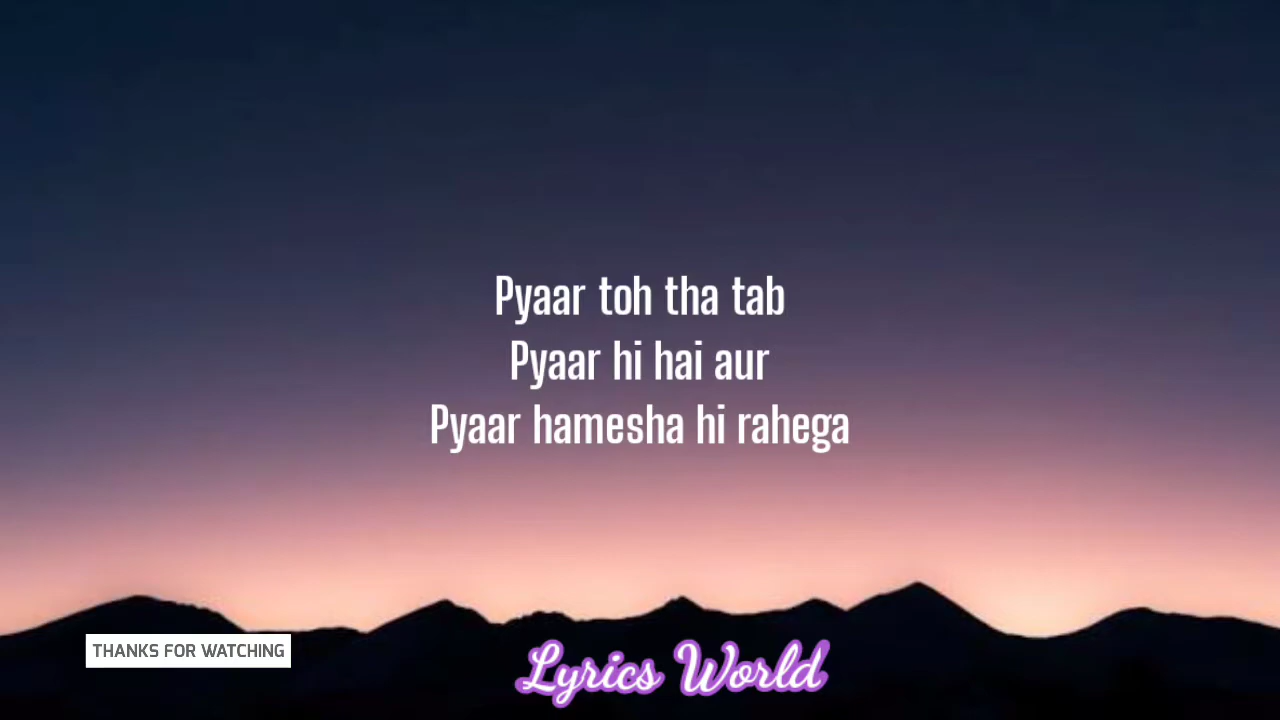 Pyaar toh tha tab
Pyaar hi hai aur
Pyaar hamesha hi rahega
THANKS FOR WATCHING
Lyrics World